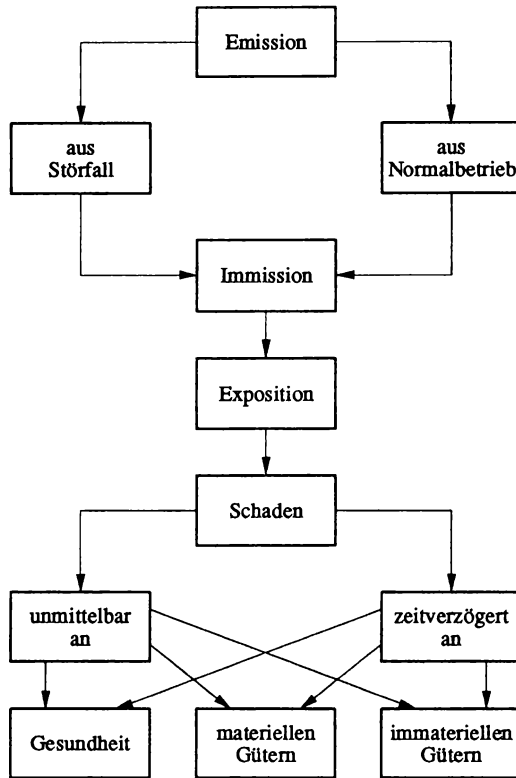 Emission
aus
Störfall
aus
Normalbetrieb
Immission
Exposition
Schaden
unmittelbar
an
zeitverzögert
an
Gesundheit
materiellen
Gütern
immateriellen
Gütern